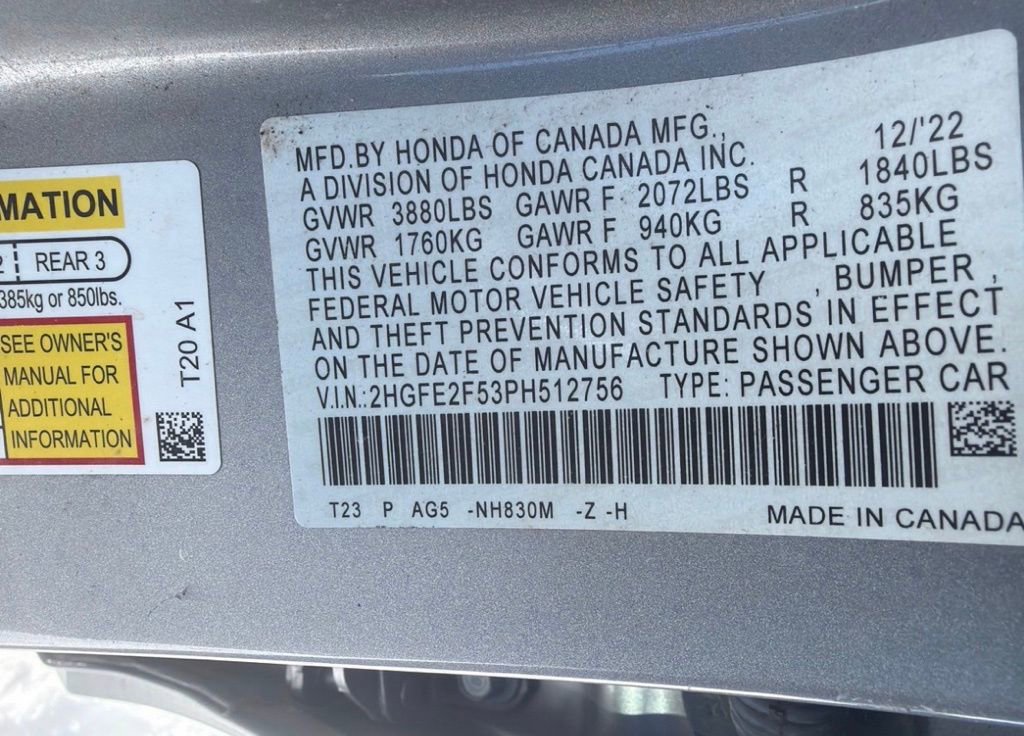 MATION
2 REAR 3
385kg or 850lbs.
SEE OWNER'S
MANUAL FOR
ADDITIONAL
INFORMATION
T20 A1
MFD.BY HONDA OF CANADA MFG., 12/'22
A DIVISION OF HONDA CANADA INC.
GVWR 3880LBS GAWR F 2072LBS R 1840LBS
GVWR 1760KG GAWR F 940KG R 835KG
THIS VEHICLE CONFORMS TO ALL APPLICABLE
FEDERAL MOTOR VEHICLE SAFETY , BUMPER ,
AND THEFT PREVENTION STANDARDS IN EFFECT
ON THE DATE OF MANUFACTURE SHOWN ABOVE.
V.I.N.:2HGFE2F53PH512756 TYPE: PASSENGER CAR
T23 P AG5 -NH830M -Z -H MADE IN CANADA